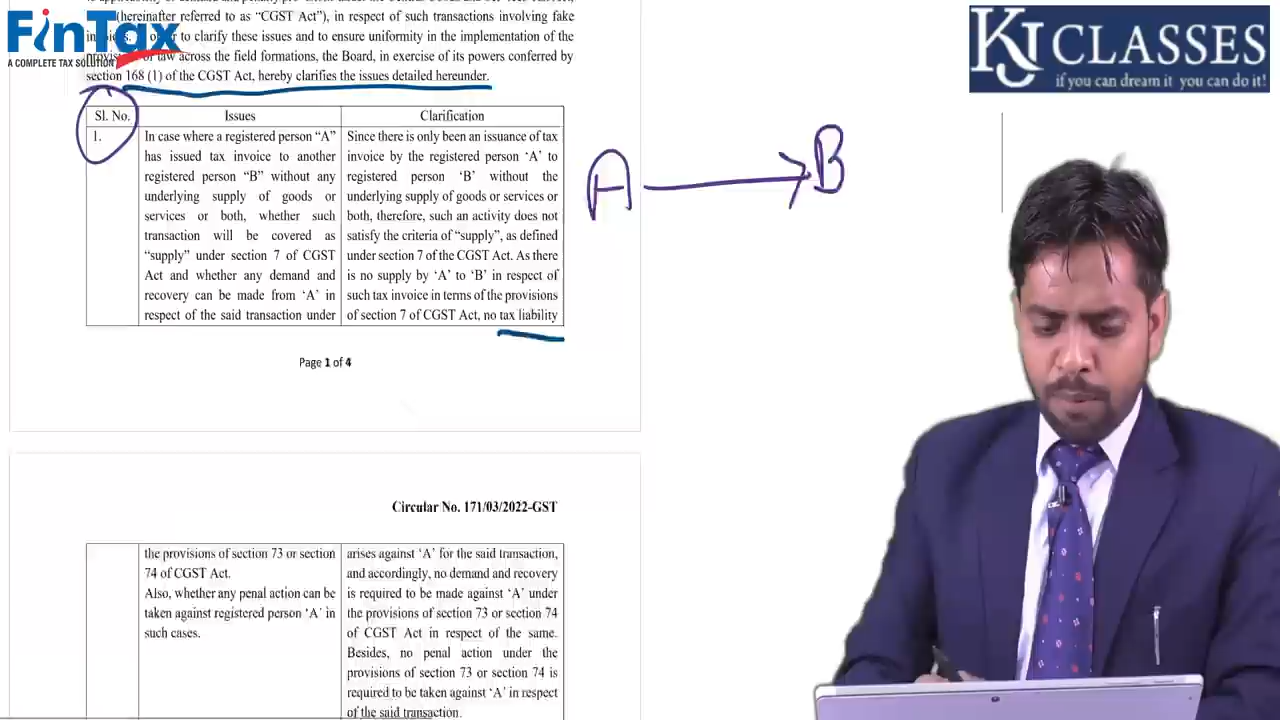 FinTax
A COMPLETE TAX SOLUTION
KJ CLASSES
if you can dream it you can do it!
(hereinafter referred to as “CGST Act”), in respect of such transactions involving fake
to clarify these issues and to ensure uniformity in the implementation of the
law across the field formations, the Board, in exercise of its powers conferred by
section 168 (1) of the CGST Act, hereby clarifies the issues detailed hereunder.
Sl. No. Issues Clarification
1.
In case where a registered person “A”
has issued tax invoice to another
registered person “B” without any
underlying supply of goods or
services or both, whether such
transaction will be covered as
“supply” under section 7 of CGST
Act and whether any demand and
recovery can be made from ‘A’ in
respect of the said transaction under
Since there is only been an issuance of tax
invoice by the registered person ‘A’ to
registered person ‘B’ without the
underlying supply of goods or services or
both, therefore, such an activity does not
satisfy the criteria of “supply”, as defined
under section 7 of the CGST Act. As there
is no supply by ‘A’ to ‘B’ in respect of
such tax invoice in terms of the provisions
of section 7 of CGST Act, no tax liability
A B
Page 1 of 4
Circular No. 171/03/2022-GST
the provisions of section 73 or section
74 of CGST Act.
Also, whether any penal action can be
taken against registered person ‘A’ in
such cases.
arises against ‘A’ for the said transaction,
and accordingly, no demand and recovery
is required to be made against ‘A’ under
the provisions of section 73 or section 74
of CGST Act in respect of the same.
Besides, no penal action under the
provisions of section 73 or section 74 is
required to be taken against ‘A’ in respect
of the said transaction.